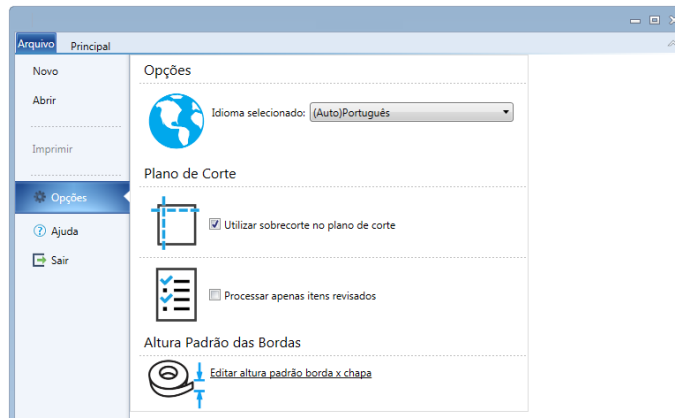 Arquivo Principal
Novo
Abrir
Imprimir
Opções
Ajuda
Sair
Opções
Idioma selecionado: (Auto)Português
Plano de Corte
Utilizar sobrecorte no plano de corte
Processar apenas itens revisados
Altura Padrão das Bordas
Editar altura padrão borda x chapa